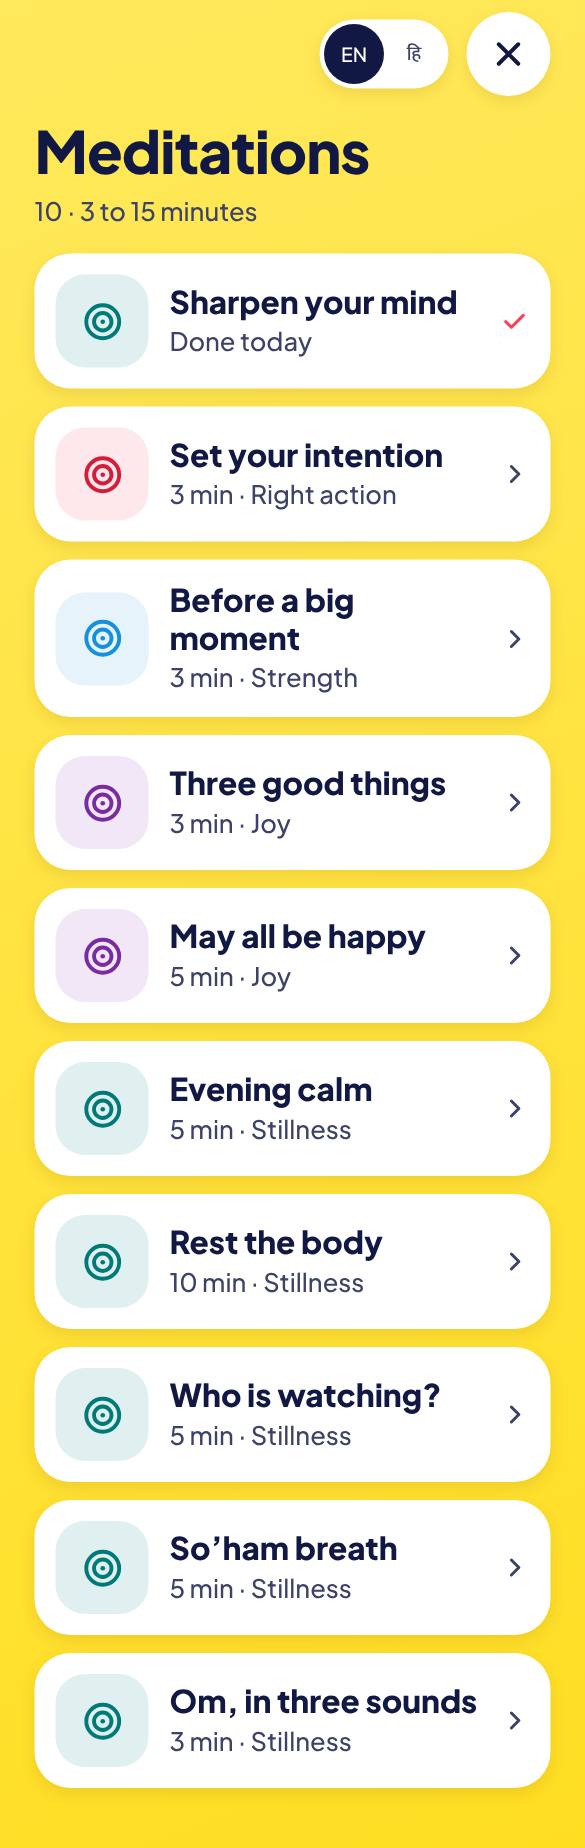 EN हि
Meditations
10 · 3 to 15 minutes
Sharpen your mind
Done today
Set your intention
3 min · Right action
Before a big
moment
3 min · Strength
Three good things
3 min · Joy
May all be happy
5 min · Joy
Evening calm
5 min · Stillness
Rest the body
10 min · Stillness
Who is watching?
5 min · Stillness
So’ham breath
5 min · Stillness
Om, in three sounds
3 min · Stillness